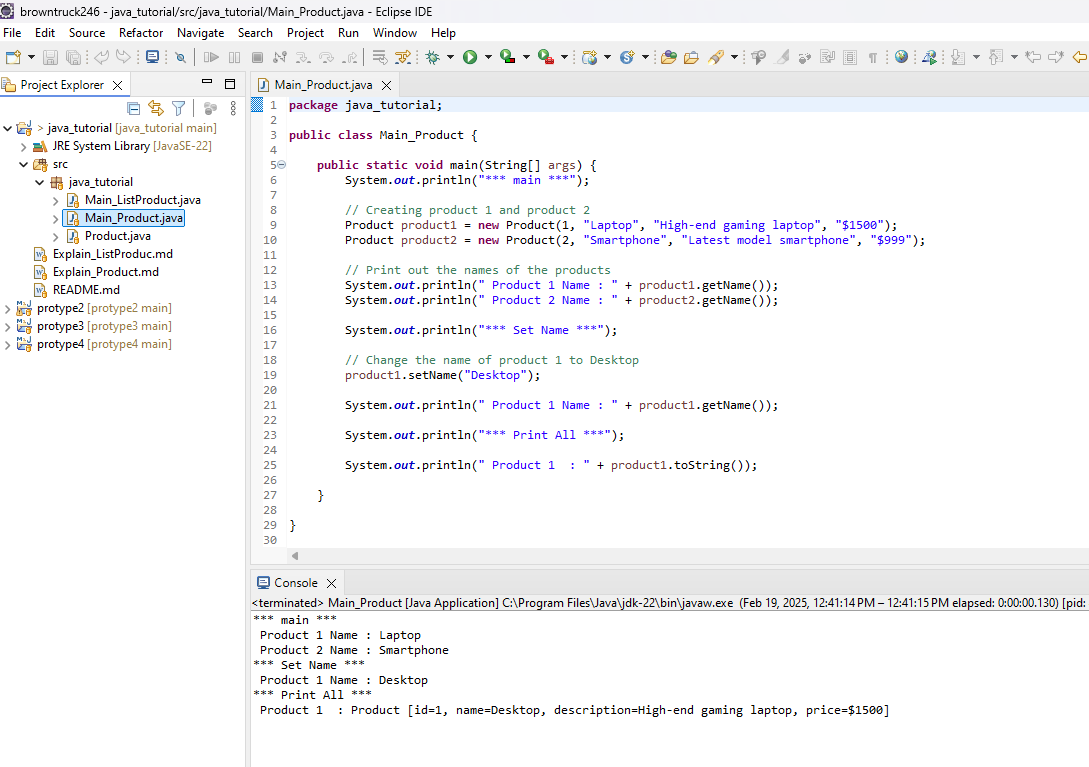 browntruck246 - java_tutorial/src/java_tutorial/Main_Product.java - Eclipse IDE
File Edit Source Refactor Navigate Search Project Run Window Help
Project Explorer
> java_tutorial [java_tutorial main]
JRE System Library [JavaSE-22]
src
java_tutorial
Main_ListProduct.java
Main_Product.java
Product.java
Explain_ListProduc.md
Explain_Product.md
README.md
protype2 [protype2 main]
protype3 [protype3 main]
protype4 [protype4 main]
Main_Product.java
1 package java_tutorial;
2
3 public class Main_Product {
4
5     public static void main(String[] args) {
6         System.out.println("*** main ***");
7
8         // Creating product 1 and product 2
9         Product product1 = new Product(1, "Laptop", "High-end gaming laptop", "$1500");
10         Product product2 = new Product(2, "Smartphone", "Latest model smartphone", "$999");
11
12         // Print out the names of the products
13         System.out.println(" Product 1 Name : " + product1.getName());
14         System.out.println(" Product 2 Name : " + product2.getName());
15
16         System.out.println("*** Set Name ***");
17
18         // Change the name of product 1 to Desktop
19         product1.setName("Desktop");
20
21         System.out.println(" Product 1 Name : " + product1.getName());
22
23         System.out.println("*** Print All ***");
24
25         System.out.println(" Product 1  : " + product1.toString());
26
27     }
28
29 }
30
Console
<terminated> Main_Product [Java Application] C:\Program Files\Java\jdk-22\bin\javaw.exe (Feb 19, 2025, 12:41:14 PM – 12:41:15 PM elapsed: 0:00:00.130) [pid:
*** main ***
 Product 1 Name : Laptop
 Product 2 Name : Smartphone
*** Set Name ***
 Product 1 Name : Desktop
*** Print All ***
 Product 1  : Product [id=1, name=Desktop, description=High-end gaming laptop, price=$1500]